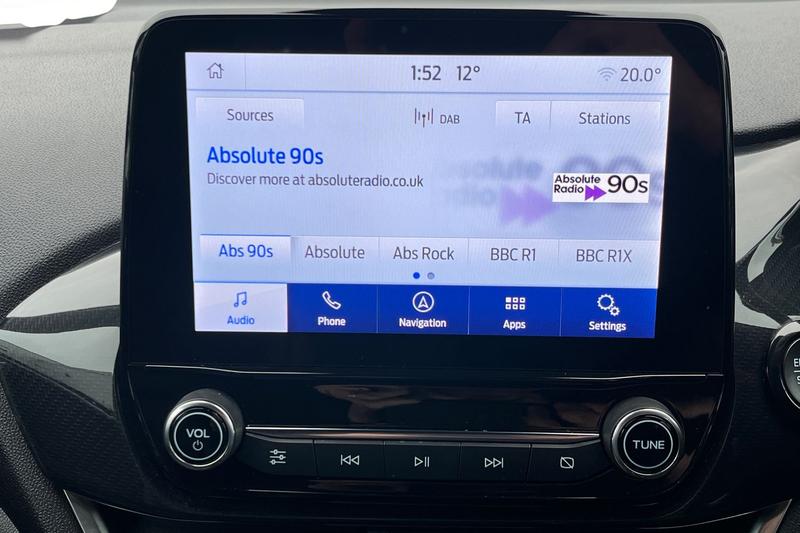 1:52 12° 20.0°
Sources DAB TA Stations
Absolute 90s
Discover more at absoluteradio.co.uk
Absolute
Radio 90s
Abs 90s Absolute Abs Rock BBC R1 BBC R1X
Audio Phone Navigation Apps Settings
VOL TUNE